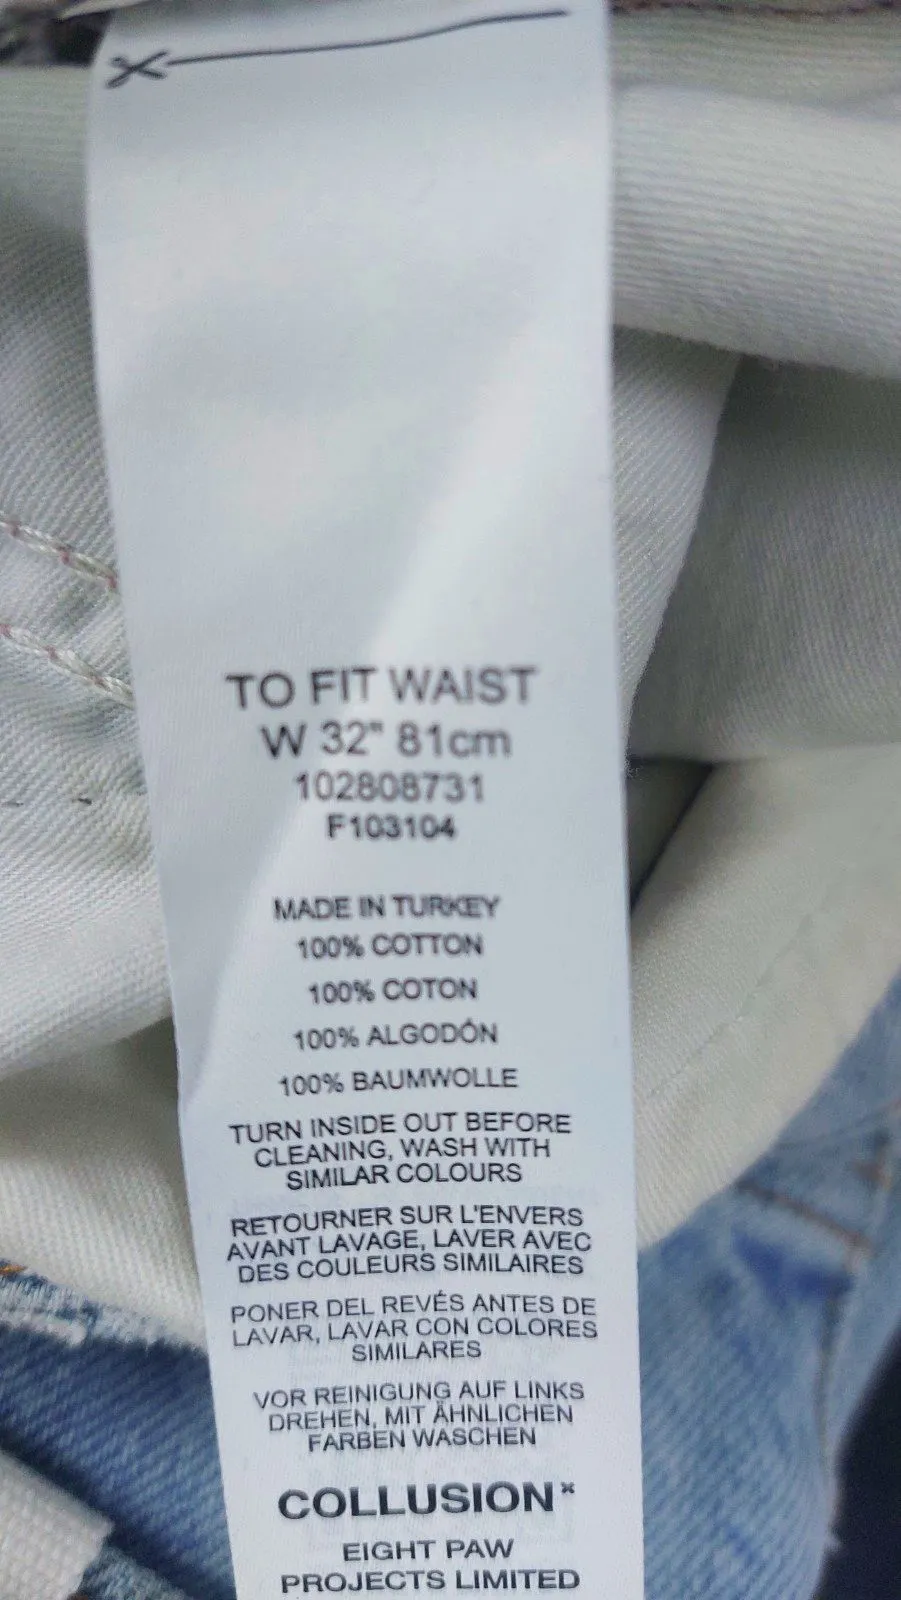 TO FIT WAIST
W 32" 81cm
102808731
F103104
MADE IN TURKEY
100% COTTON
100% COTON
100% ALGODÓN
100% BAUMWOLLE
TURN INSIDE OUT BEFORE
CLEANING, WASH WITH
SIMILAR COLOURS
RETOURNER SUR L'ENVERS
AVANT LAVAGE, LAVER AVEC
DES COULEURS SIMILAIRES
PONER DEL REVÉS ANTES DE
LAVAR, LAVAR CON COLORES
SIMILARES
VOR REINIGUNG AUF LINKS
DREHEN, MIT ÄHNLICHEN
FARBEN WASCHEN
COLLUSION
EIGHT PAW
PROJECTS LIMITED